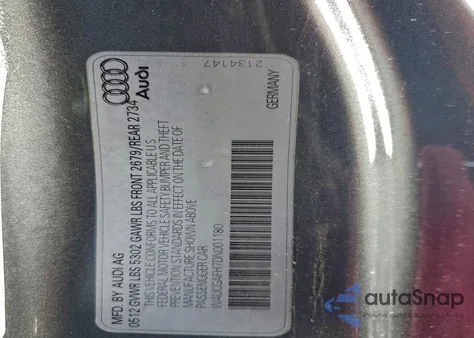 Audi
2134147
MFD. BY AUDI AG
0512 GVWR LBS 5302 GAWR LBS FRONT 2679/REAR 2734
THIS VEHICLE CONFORMS TO ALL APPLICABLE U.S.
FEDERAL MOTOR VEHICLE SAFETY, BUMPER AND THEFT
PREVENTION STANDARDS IN EFFECT ON THE DATE OF
MANUFACTURE SHOWN ABOVE
PASSENGER CAR
GERMANY
autoSnap